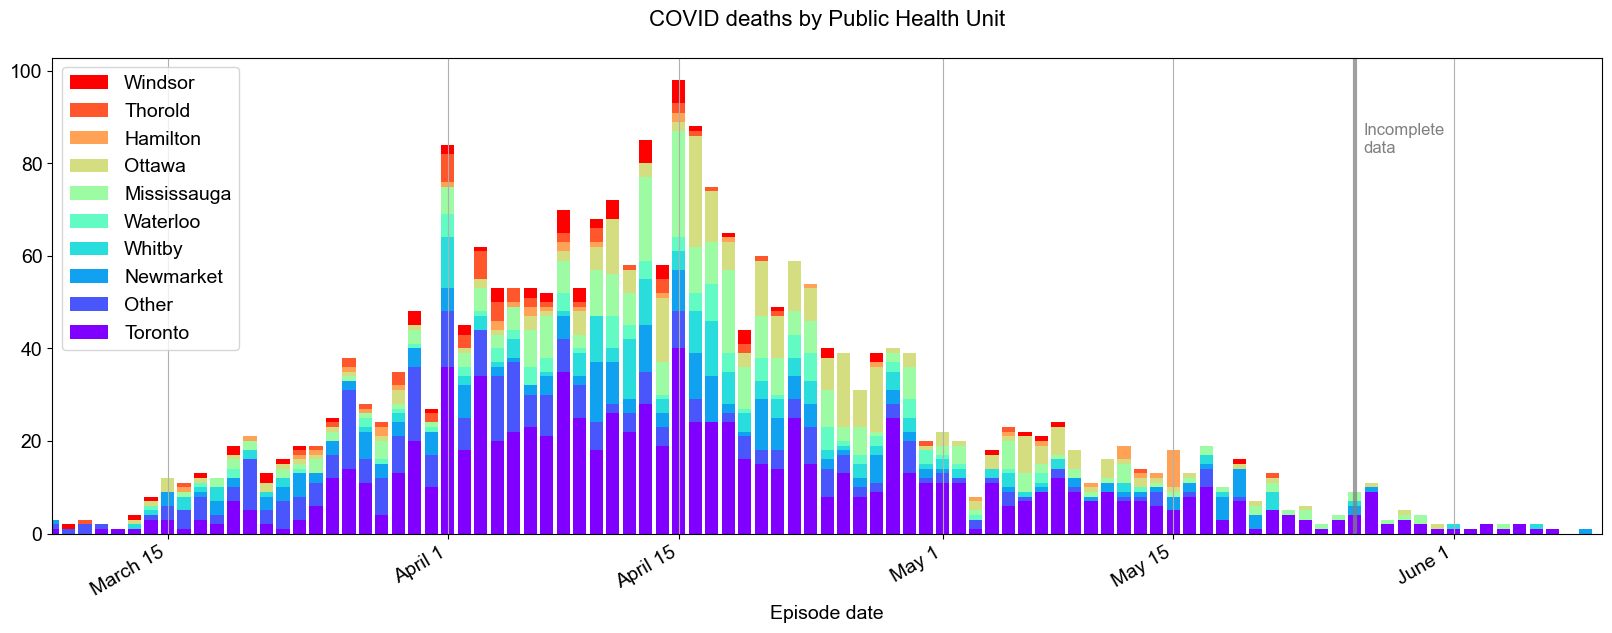 COVID deaths by Public Health Unit
100
80
60
40
20
0
Windsor
Thorold
Hamilton
Ottawa
Mississauga
Waterloo
Whitby
Newmarket
Other
Toronto
Incomplete
data
March 15
April 1
April 15
May 1
May 15
June 1
Episode date